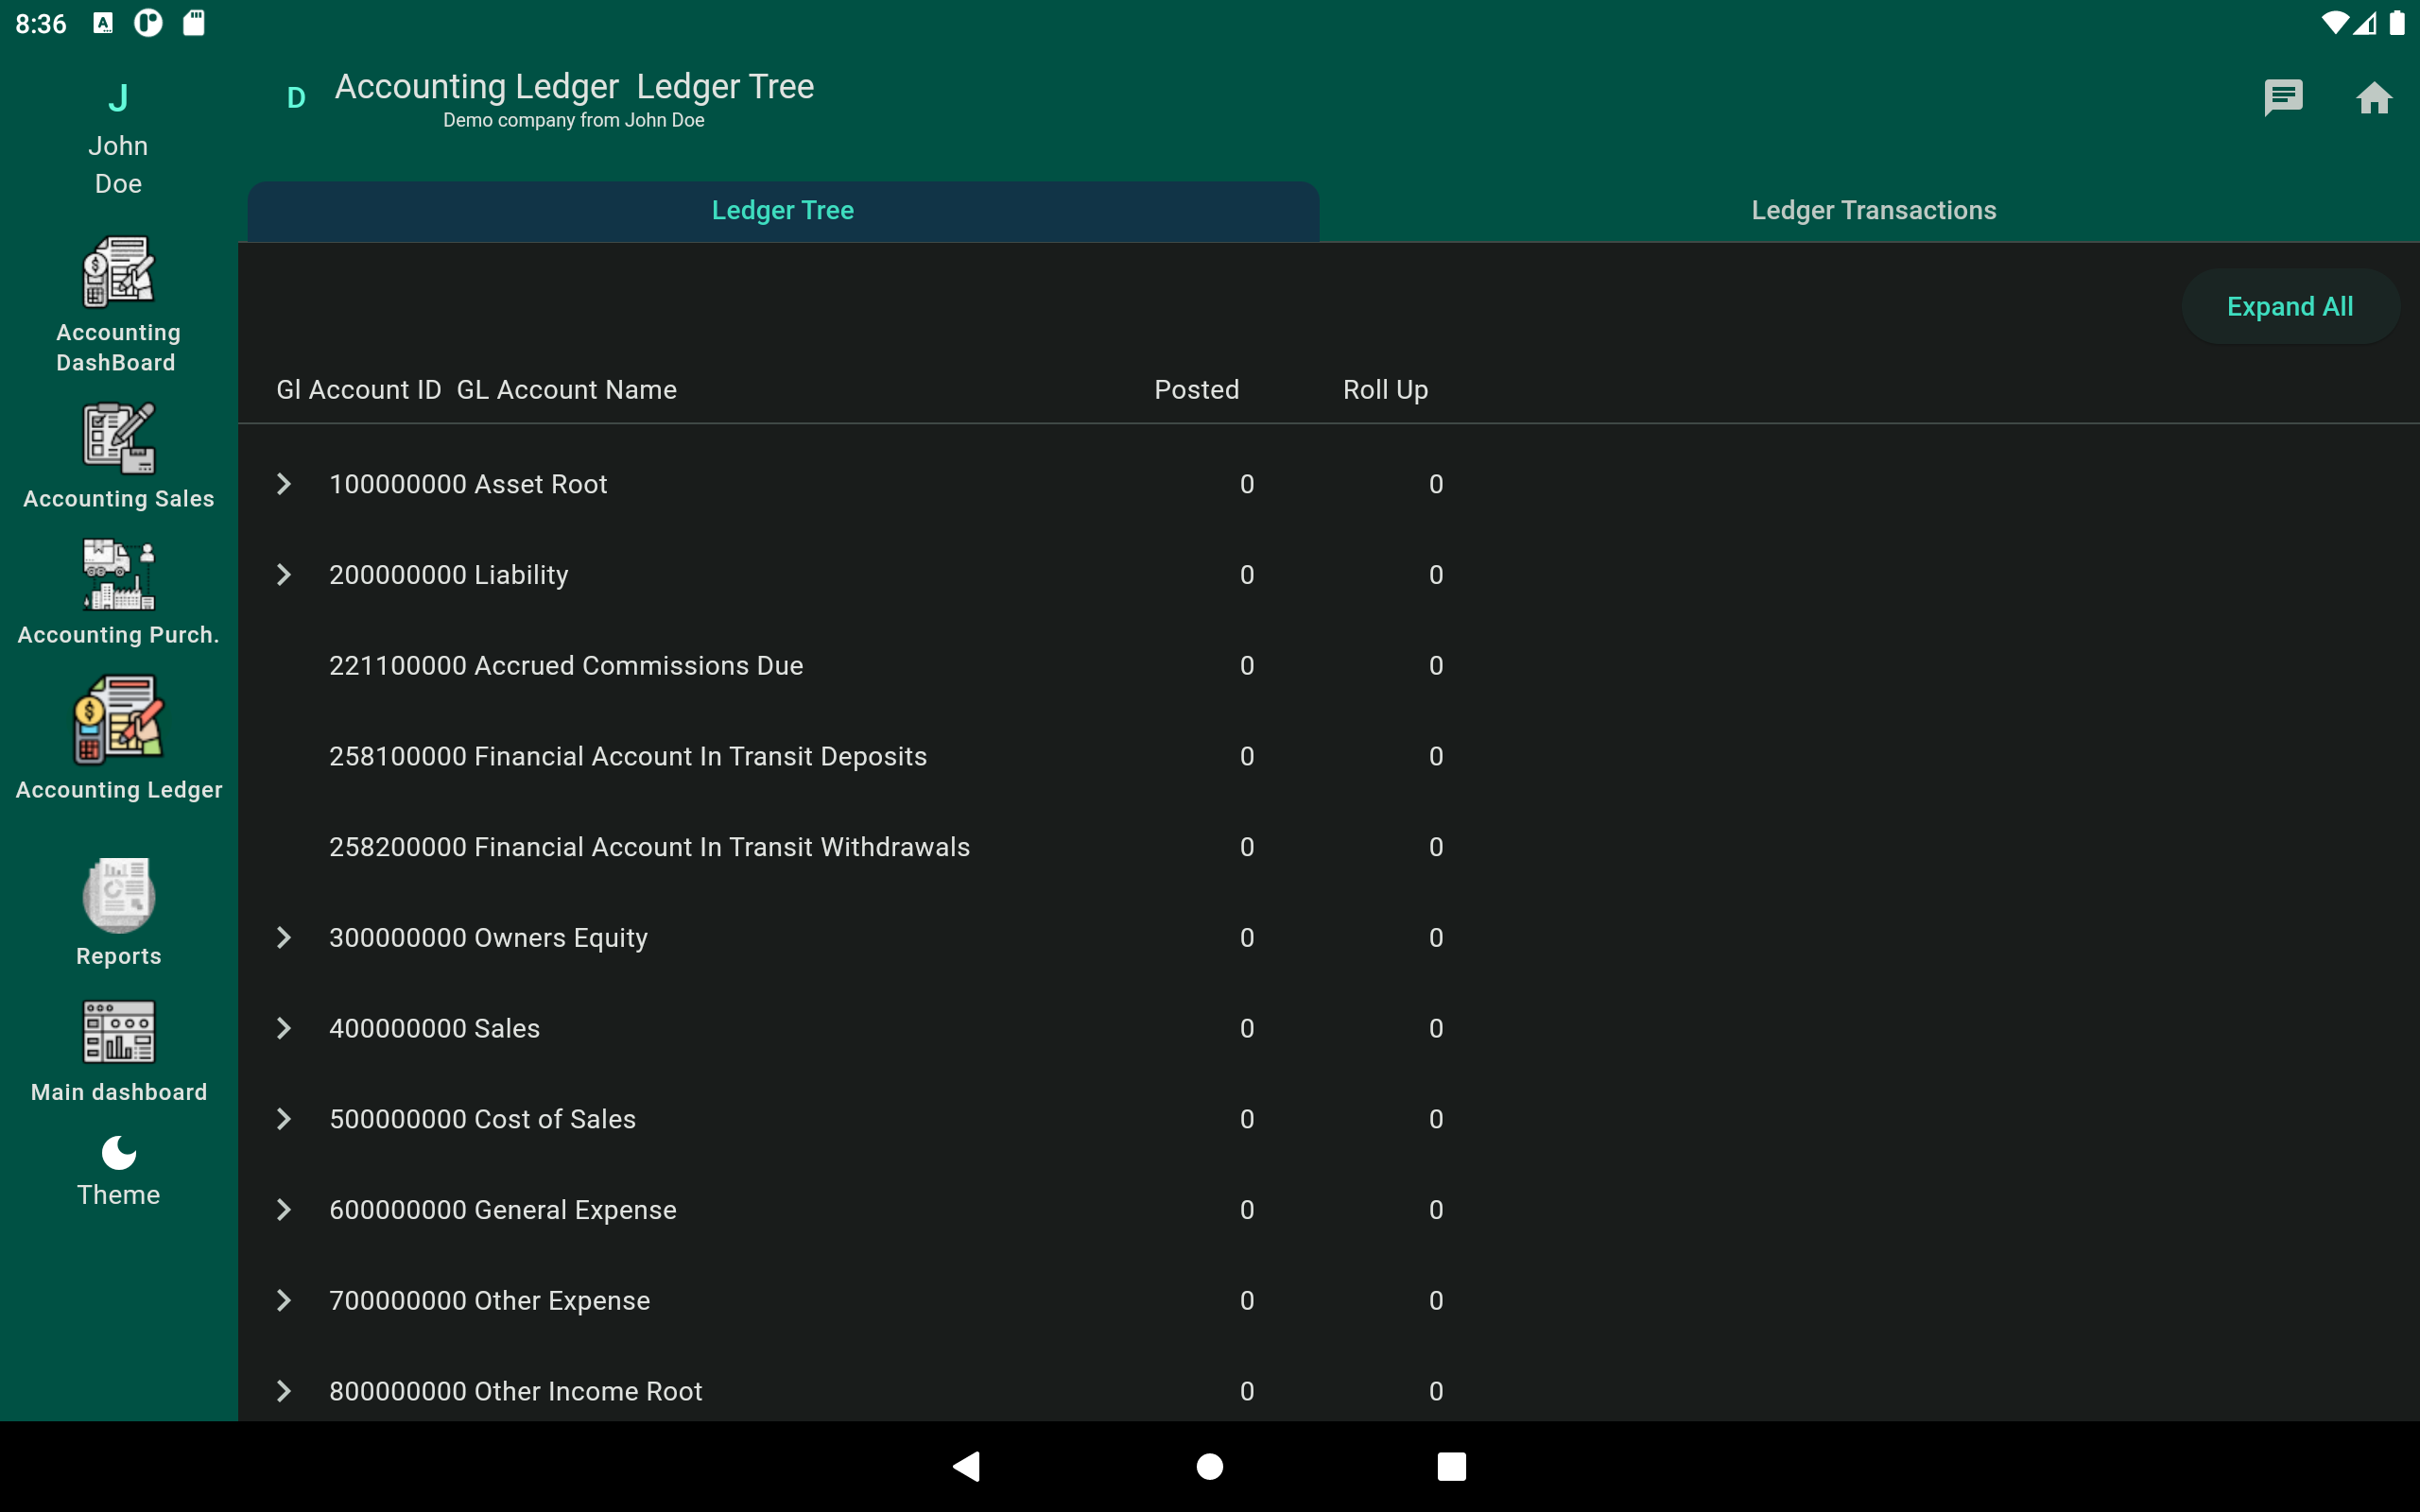 8:36
J
John
Doe
Accounting
DashBoard
Accounting Sales
Accounting Purch.
Accounting Ledger
Reports
Main dashboard
Theme
D
Accounting Ledger  Ledger Tree
Demo company from John Doe
Ledger Tree
Ledger Transactions
Expand All
Gl Account ID  GL Account Name  Posted  Roll Up
100000000 Asset Root  0  0
200000000 Liability  0  0
221100000 Accrued Commissions Due  0  0
258100000 Financial Account In Transit Deposits  0  0
258200000 Financial Account In Transit Withdrawals  0  0
300000000 Owners Equity  0  0
400000000 Sales  0  0
500000000 Cost of Sales  0  0
600000000 General Expense  0  0
700000000 Other Expense  0  0
800000000 Other Income Root  0  0